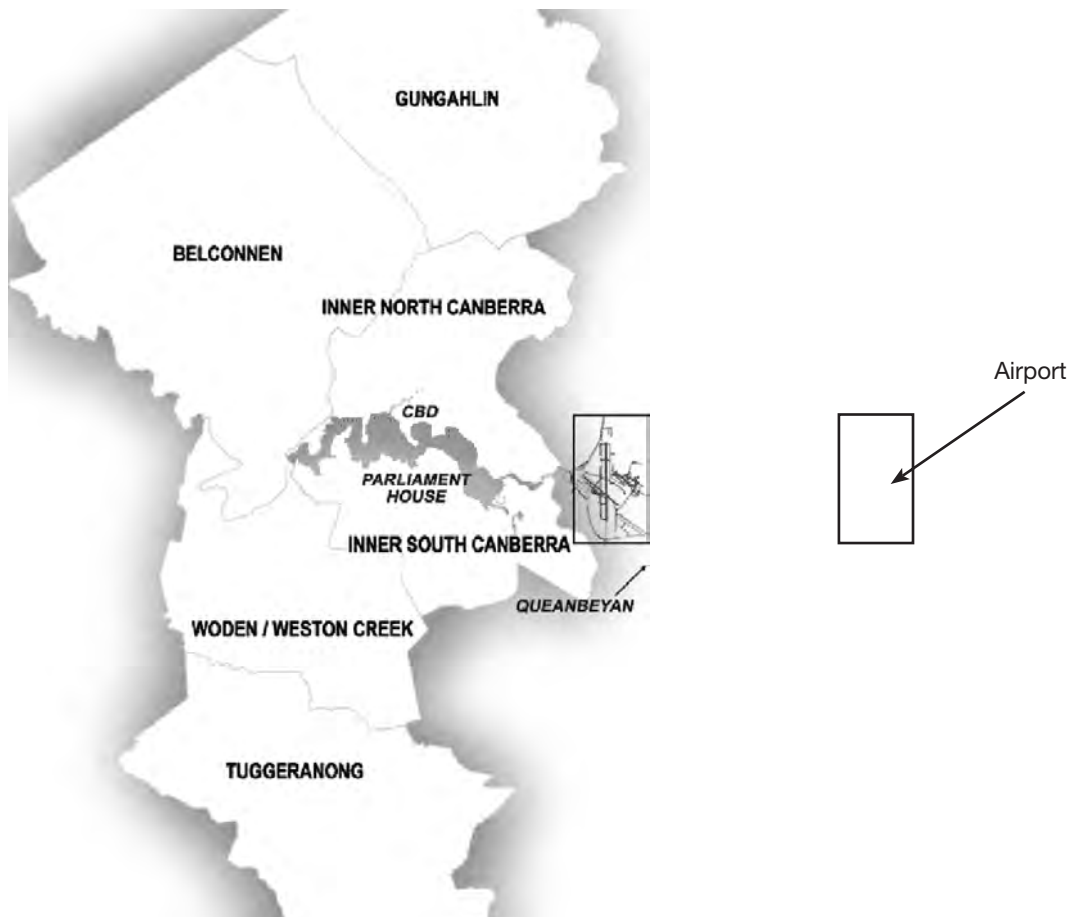 GUNGAHLIN
BELCONNEN
INNER NORTH CANBERRA
Airport
CBD
PARLIAMENT
HOUSE
INNER SOUTH CANBERRA
QUEANBEYAN
WODEN / WESTON CREEK
TUGGERANONG